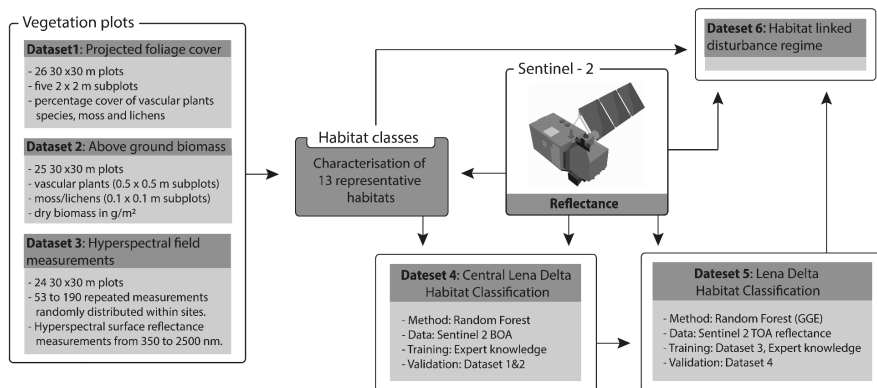 Vegetation plots
Dataset1: Projected foliage cover
- 26 30 x30 m plots
- five 2 x 2 m subplots
- percentage cover of vascular plants
species, moss and lichens
Dataset 2: Above ground biomass
- 25 30x30 m plots
- vascular plants (0.5 x 0.5 m subplots)
- moss/lichens (0.1 x 0.1 m subplots)
- dry biomass in g/m²
Dataset 3: Hyperspectral field
measurements
- 24 30x30 m plots
- 53 to 190 repeated measurements
randomly distributed within sites.
- Hyperspectral surface reflectance
measurements from 350 to 2500 nm.
Habitat classes
Characterisation of
13 representative
habitats
Sentinel - 2
Reflectance
Dateset 6: Habitat linked
disturbance regime
Dateset 4: Central Lena Delta
Habitat Classification
- Method: Random Forest
- Data: Sentinel 2 BOA
- Training: Expert knowledge
- Validation: Dataset 1&2
Dateset 5: Lena Delta
Habitat Classification
- Method: Random Forest (GGE)
- Data: Sentinel 2 TOA reflectance
- Training: Dataset 3, Expert knowledge
- Validation: Dataset 4